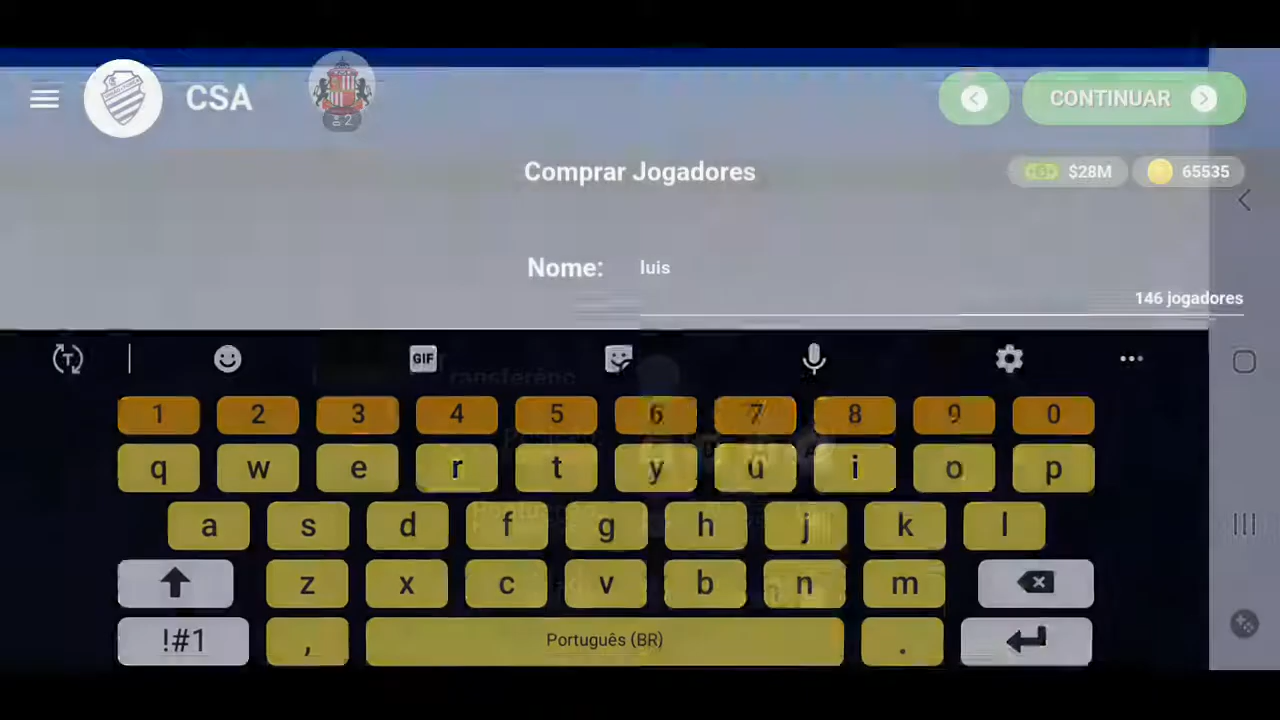 CSA
2
CONTINUAR
Comprar Jogadores
$28M
65535
Nome: luis
146 jogadores
GIF
1 2 3 4 5 6 7 8 9 0
q w e r t y u i o p
a s d f g h j k l
z x c v b n m
!#1 , Português (BR) .